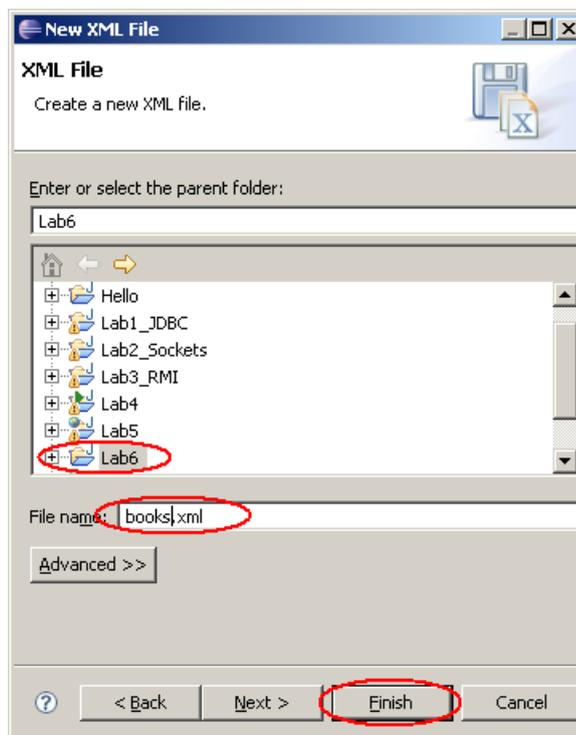 New XML File
XML File
Create a new XML file.
X
Enter or select the parent folder:
Lab6
Hello
Lab1_JDBC
Lab2_Sockets
Lab3_RMI
Lab4
Lab5
Lab6
File name: books.xml
Advanced >>
? < Back Next > Finish Cancel